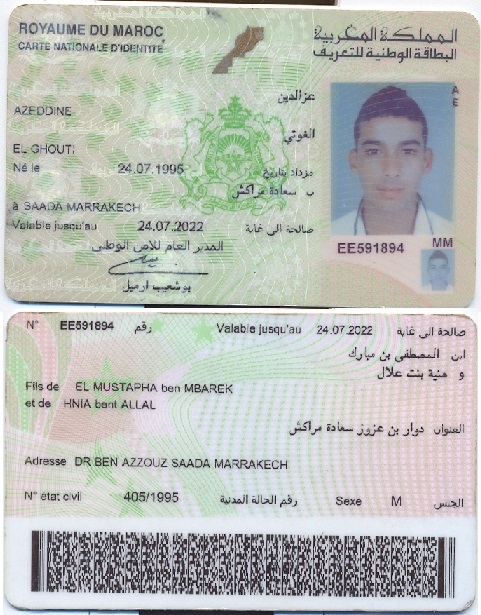 ROYAUME DU MAROC
CARTE NATIONALE D'IDENTITE
المملكة المغربية
البطاقة الوطنية للتعريف
AZEDDINE
عز الدين
EL GHOUTI
الغوتي
Né le 24.07.1995 مزداد بتاريخ
ب سعادة مراكش
à SAADA MARRAKECH
Valable jusqu'au 24.07.2022 صالحة الى غاية
المدير العام للأمن الوطني
بوشعيب ارميل
A
E
EE591894
MM
N° EE591894 رقم Valable jusqu'au 24.07.2022 صالحة الى غاية
ابن المصطفى بن مبارك
و هنية بنت علال
Fils de EL MUSTAPHA ben MBAREK
et de HNIA bent ALLAL
العنوان دوار بن عزوز سعادة مراكش
Adresse DR BEN AZZOUZ SAADA MARRAKECH
N° état civil 405/1995 رقم الحالة المدنية Sexe M الجنس